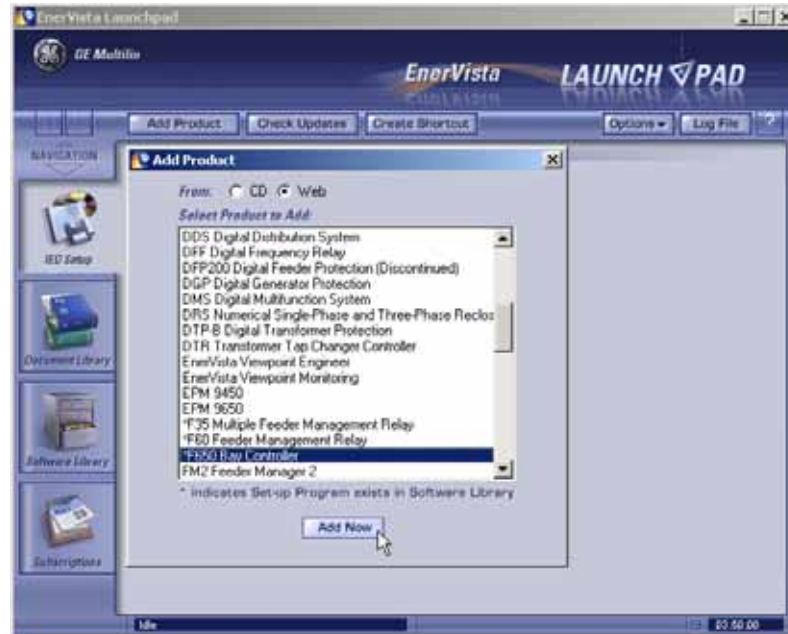 EnerVista Launchpad
GE Multilin
EnerVista LAUNCH PAD
Add Product Check Updates Create Shortcut Options Log File ?
NAVIGATION
IED Setup
Document Library
Software Library
Subscriptions
Add Product
From: CD Web
Select Product to Add:
DDS Digital Distribution System
DFF Digital Frequency Relay
DFP200 Digital Feeder Protection (Discontinued)
DGP Digital Generator Protection
DMS Digital Multifunction System
DRS Numerical Single-Phase and Three-Phase Reclos
DTP-B Digital Transformer Protection
DTR Transformer Tap Changer Controller
EnerVista Viewpoint Engineer
EnerVista Viewpoint Monitoring
EPM 9450
EPM 9650
*F35 Multiple Feeder Management Relay
*F60 Feeder Management Relay
*F650 Bay Controller
FM2 Feeder Manager 2
* indicates Set-up Program exists in Software Library
Add Now
Idle